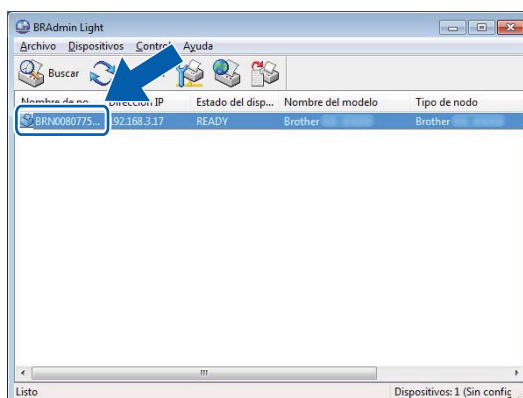 BRAdmin Light
Archivo Dispositivos Control Ayuda
Buscar
Nombre de no... Dirección IP Estado del disp... Nombre del modelo Tipo de nodo
BRN0080775... 192.168.3.17 READY Brother Brother
Listo Dispositivos: 1 (Sin config